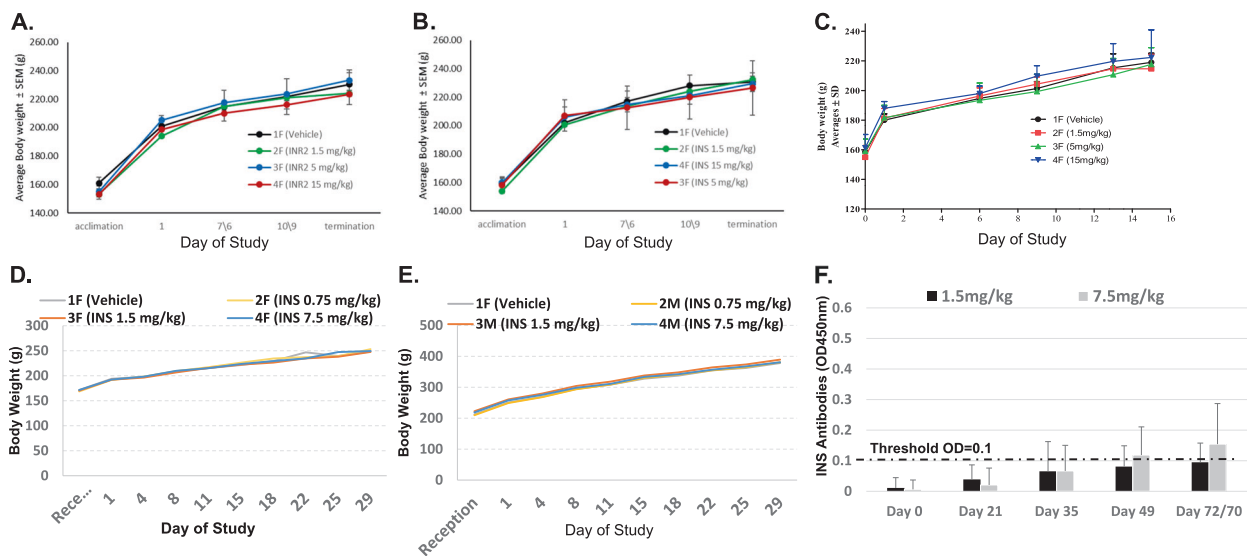 A.
260.00
240.00
220.00
200.00
180.00
160.00
140.00
Average Body weight ± SEM (g)
1F (Vehicle)
2F (INR2 1.5 mg/kg)
3F (INR2 5 mg/kg)
4F (INR2 15 mg/kg)
acclimation 1 7\6 10\9 termination
Day of Study
B.
260.00
240.00
220.00
200.00
180.00
160.00
140.00
Average Body weight ± SEM (g)
1F (Vehicle)
2F (INS 1.5 mg/kg)
4F (INS 15 mg/kg)
3F (INS 5 mg/kg)
acclimation 1 7\6 10\9 termination
Day of Study
C.
240
220
200
180
160
140
120
Body weight (g)
Averages ± SD
1F (Vehicle)
2F (1.5mg/kg)
3F (5mg/kg)
4F (15mg/kg)
0 2 4 6 8 10 12 14 16
Day of Study
D.
1F (Vehicle) 2F (INS 0.75 mg/kg)
3F (INS 1.5 mg/kg) 4F (INS 7.5 mg/kg)
300
250
200
150
100
50
0
Body Weight (g)
Rece... 1 4 8 11 15 18 22 25 29
Day of Study
E.
1F (Vehicle) 2M (INS 0.75 mg/kg)
3M (INS 1.5 mg/kg) 4M (INS 7.5 mg/kg)
500
400
300
200
100
0
Body Weight (g)
Reception 1 4 8 11 15 18 22 25 29
Day of Study
F.
1.5mg/kg 7.5mg/kg
0.6
0.5
0.4
0.3
0.2
0.1
0
INS Antibodies (OD450nm)
Threshold OD=0.1
Day 0 Day 21 Day 35 Day 49 Day 72/70